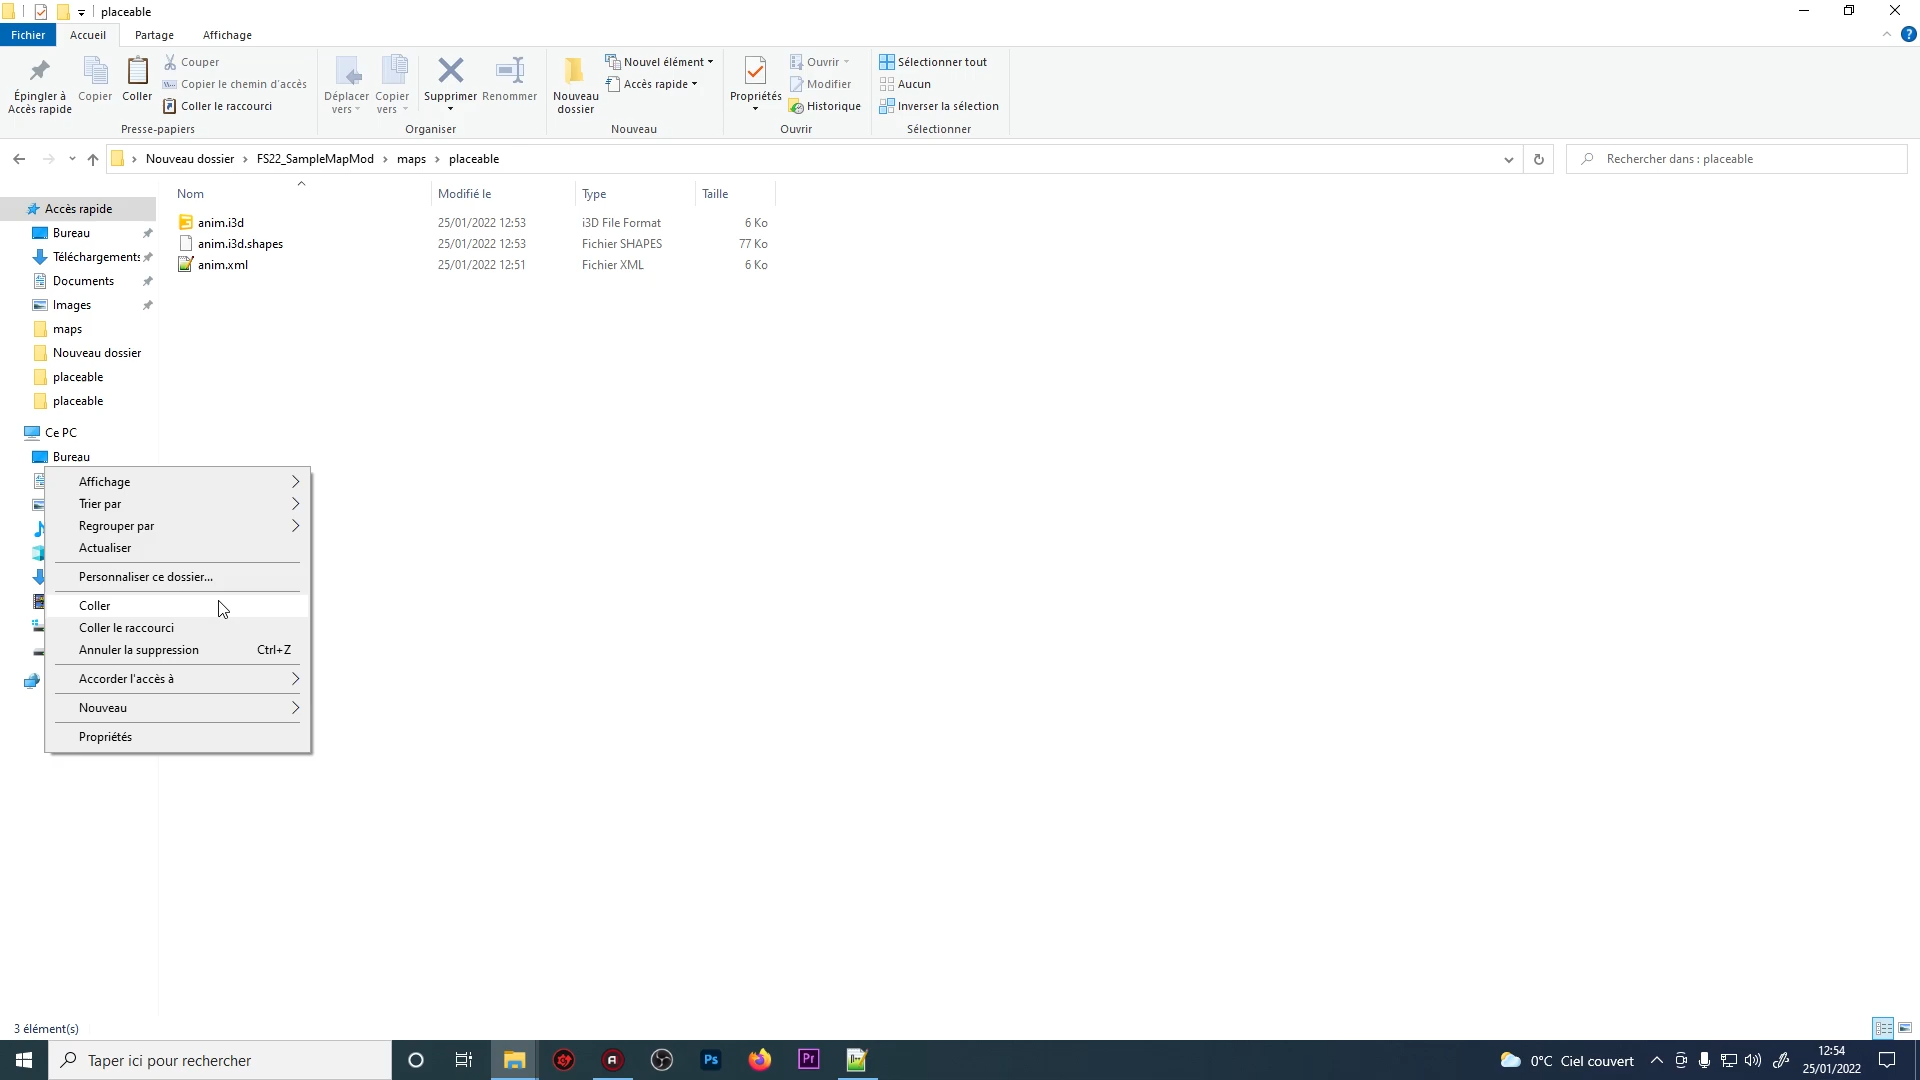 placeable
Fichier Accueil Partage Affichage
Épingler à Accès rapide
Copier
Coller
Couper
Copier le chemin d'accès
Coller le raccourci
Presse-papiers
Déplacer vers
Copier vers
Supprimer
Renommer
Organiser
Nouveau dossier
Nouvel élément
Accès rapide
Nouveau
Propriétés
Ouvrir
Modifier
Historique
Ouvrir
Sélectionner tout
Aucun
Inverser la sélection
Sélectionner
Nouveau dossier FS22_SampleMapMod maps placeable
Rechercher dans : placeable
Nom Modifié le Type Taille
anim.i3d 25/01/2022 12:53 i3D File Format 6 Ko
anim.i3d.shapes 25/01/2022 12:53 Fichier SHAPES 77 Ko
anim.xml 25/01/2022 12:51 Fichier XML 6 Ko
Accès rapide
Bureau
Téléchargements
Documents
Images
maps
Nouveau dossier
placeable
placeable
Ce PC
Bureau
Affichage
Trier par
Regrouper par
Actualiser
Personnaliser ce dossier...
Coller
Coller le raccourci
Annuler la suppression Ctrl+Z
Accorder l'accès à
Nouveau
Propriétés
3 élément(s)
Taper ici pour rechercher
Ps
Pr
0°C Ciel couvert
12:54
25/01/2022